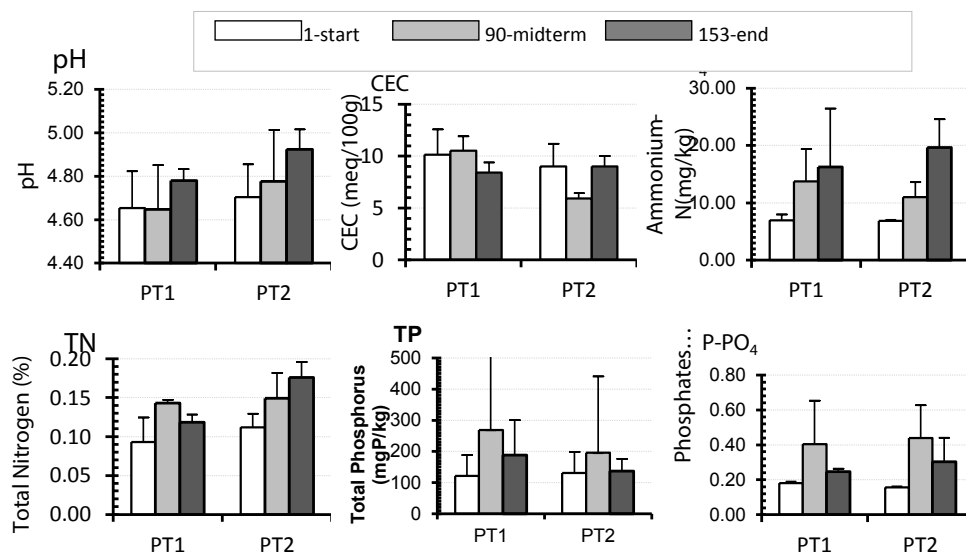 1-start 90-midterm 153-end
pH
5.20
5.00
4.80
4.60
4.40
pH
PT1 PT2
CEC
15
10
5
0
CEC (meq/100g)
PT1 PT2
4
30.00
20.00
10.00
0.00
Ammonium-
N(mg/kg)
PT1 PT2
TN
0.20
0.15
0.10
0.05
0.00
Total Nitrogen (%)
PT1 PT2
TP
500
400
300
200
100
0
Total Phosphorus
(mgP/kg)
PT1 PT2
P-PO4
0.80
0.60
0.40
0.20
0.00
Phosphates…
PT1 PT2